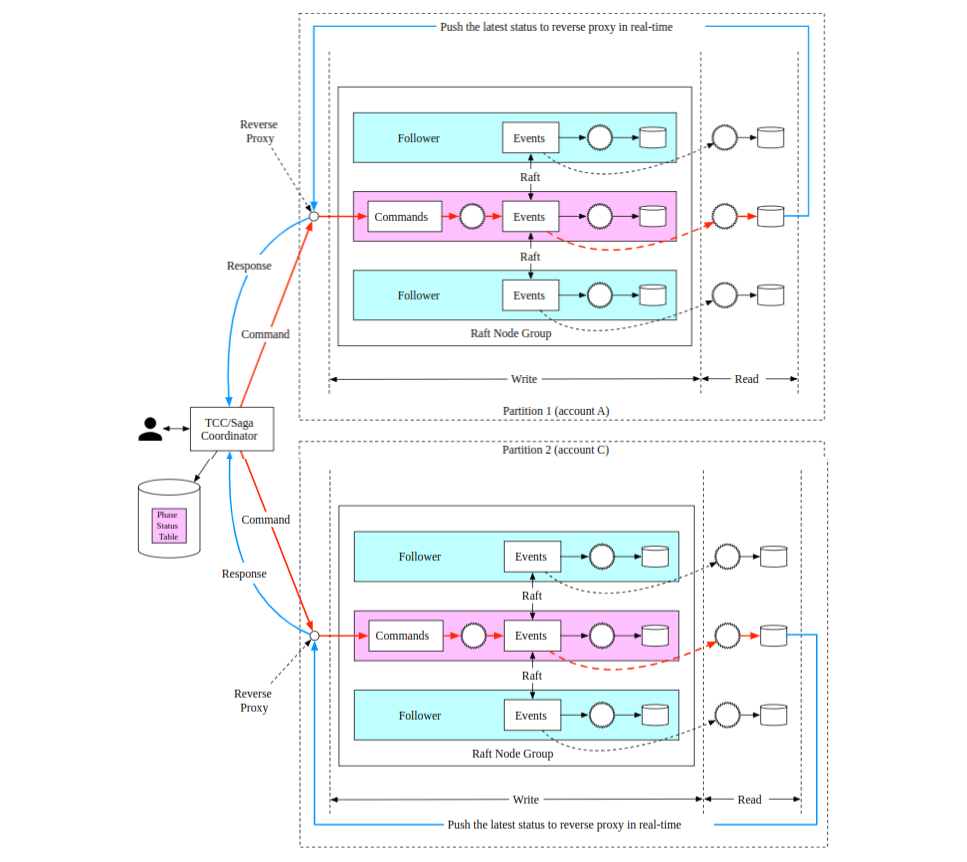 Push the latest status to reverse proxy in real-time
Reverse
Proxy
Follower
Events
Raft
Commands
Events
Raft
Follower
Events
Raft Node Group
Response
Command
Write
Read
Partition 1 (account A)
TCC/Saga
Coordinator
Partition 2 (account C)
Phase
Status
Table
Command
Response
Follower
Events
Raft
Commands
Events
Raft
Reverse
Proxy
Follower
Events
Raft Node Group
Write
Read
Push the latest status to reverse proxy in real-time